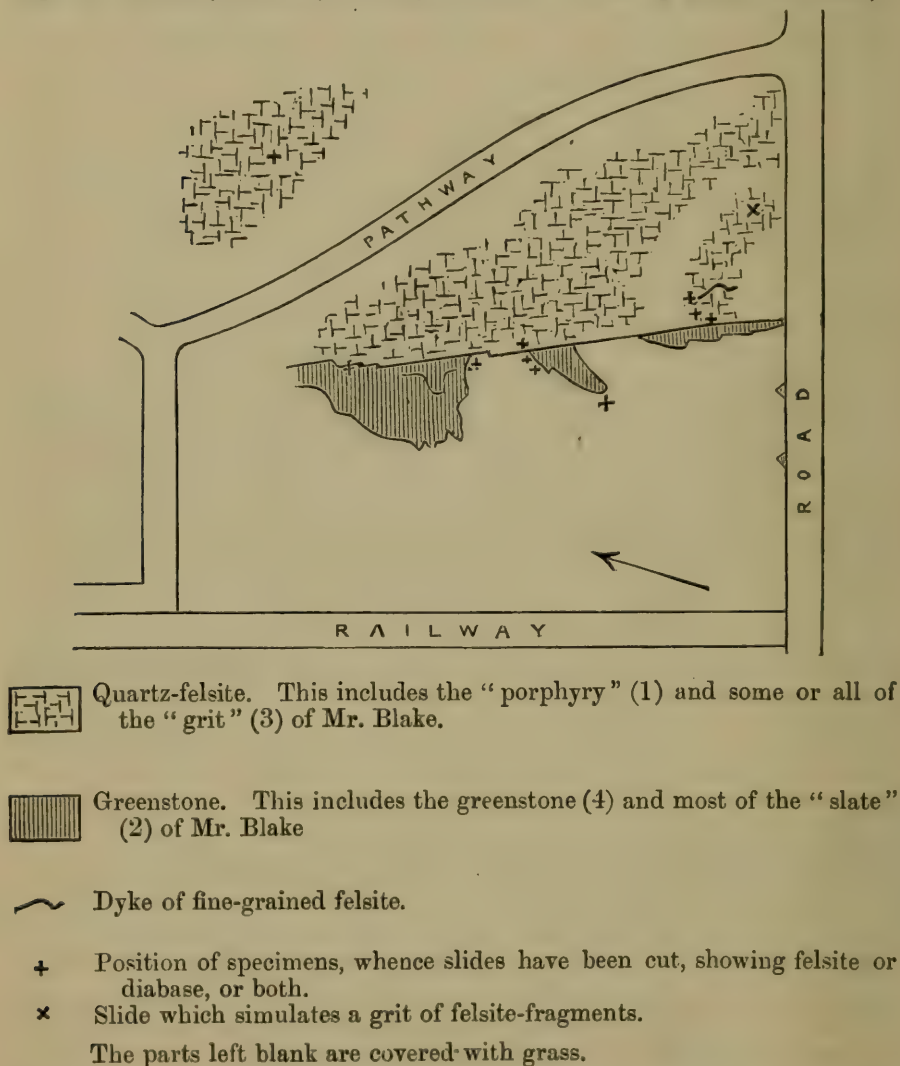 PATHWAY
ROAD
RAILWAY
Quartz-felsite. This includes the “ porphyry” (1) and some or all of
the “ grit” (3) of Mr. Blake.
Greenstone. This includes the greenstone (4) and most of the “ slate”
(2) of Mr. Blake
Dyke of fine-grained felsite.
Position of specimens, whence slides have been cut, showing felsite or
diabase, or both.
Slide which simulates a grit of felsite-fragments.
The parts left blank are covered with grass.